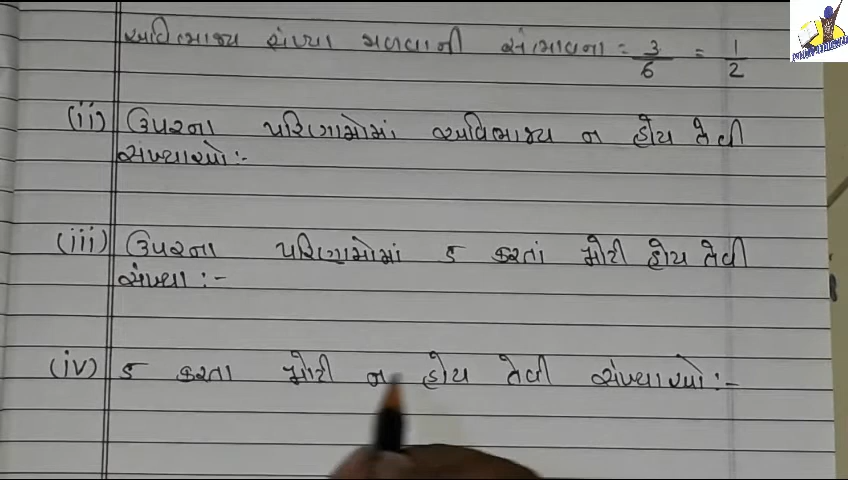 અવિભાજ્ય સંખ્યા મળવાની સંભાવના = 3/6 = 1/2
(ii) ઉપરના પરિણામોમાં અવિભાજ્ય ન હોય તેવી
સંખ્યાઓ:-
(iii) ઉપરના પરિણામોમાં 5 કરતાં મોટી હોય તેવી
સંખ્યા :-
(iv) 5 કરતા મોટી ન હોય તેવી સંખ્યાઓ:-